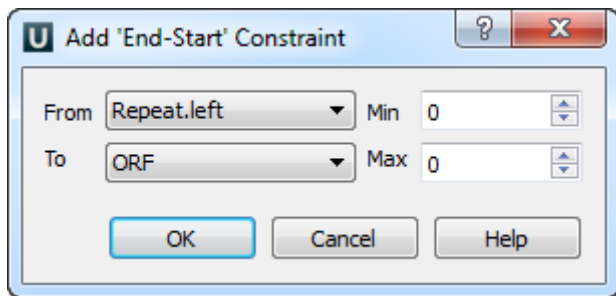 U Add 'End-Start' Constraint ?
From Repeat.left Min 0
To ORF Max 0
OK Cancel Help